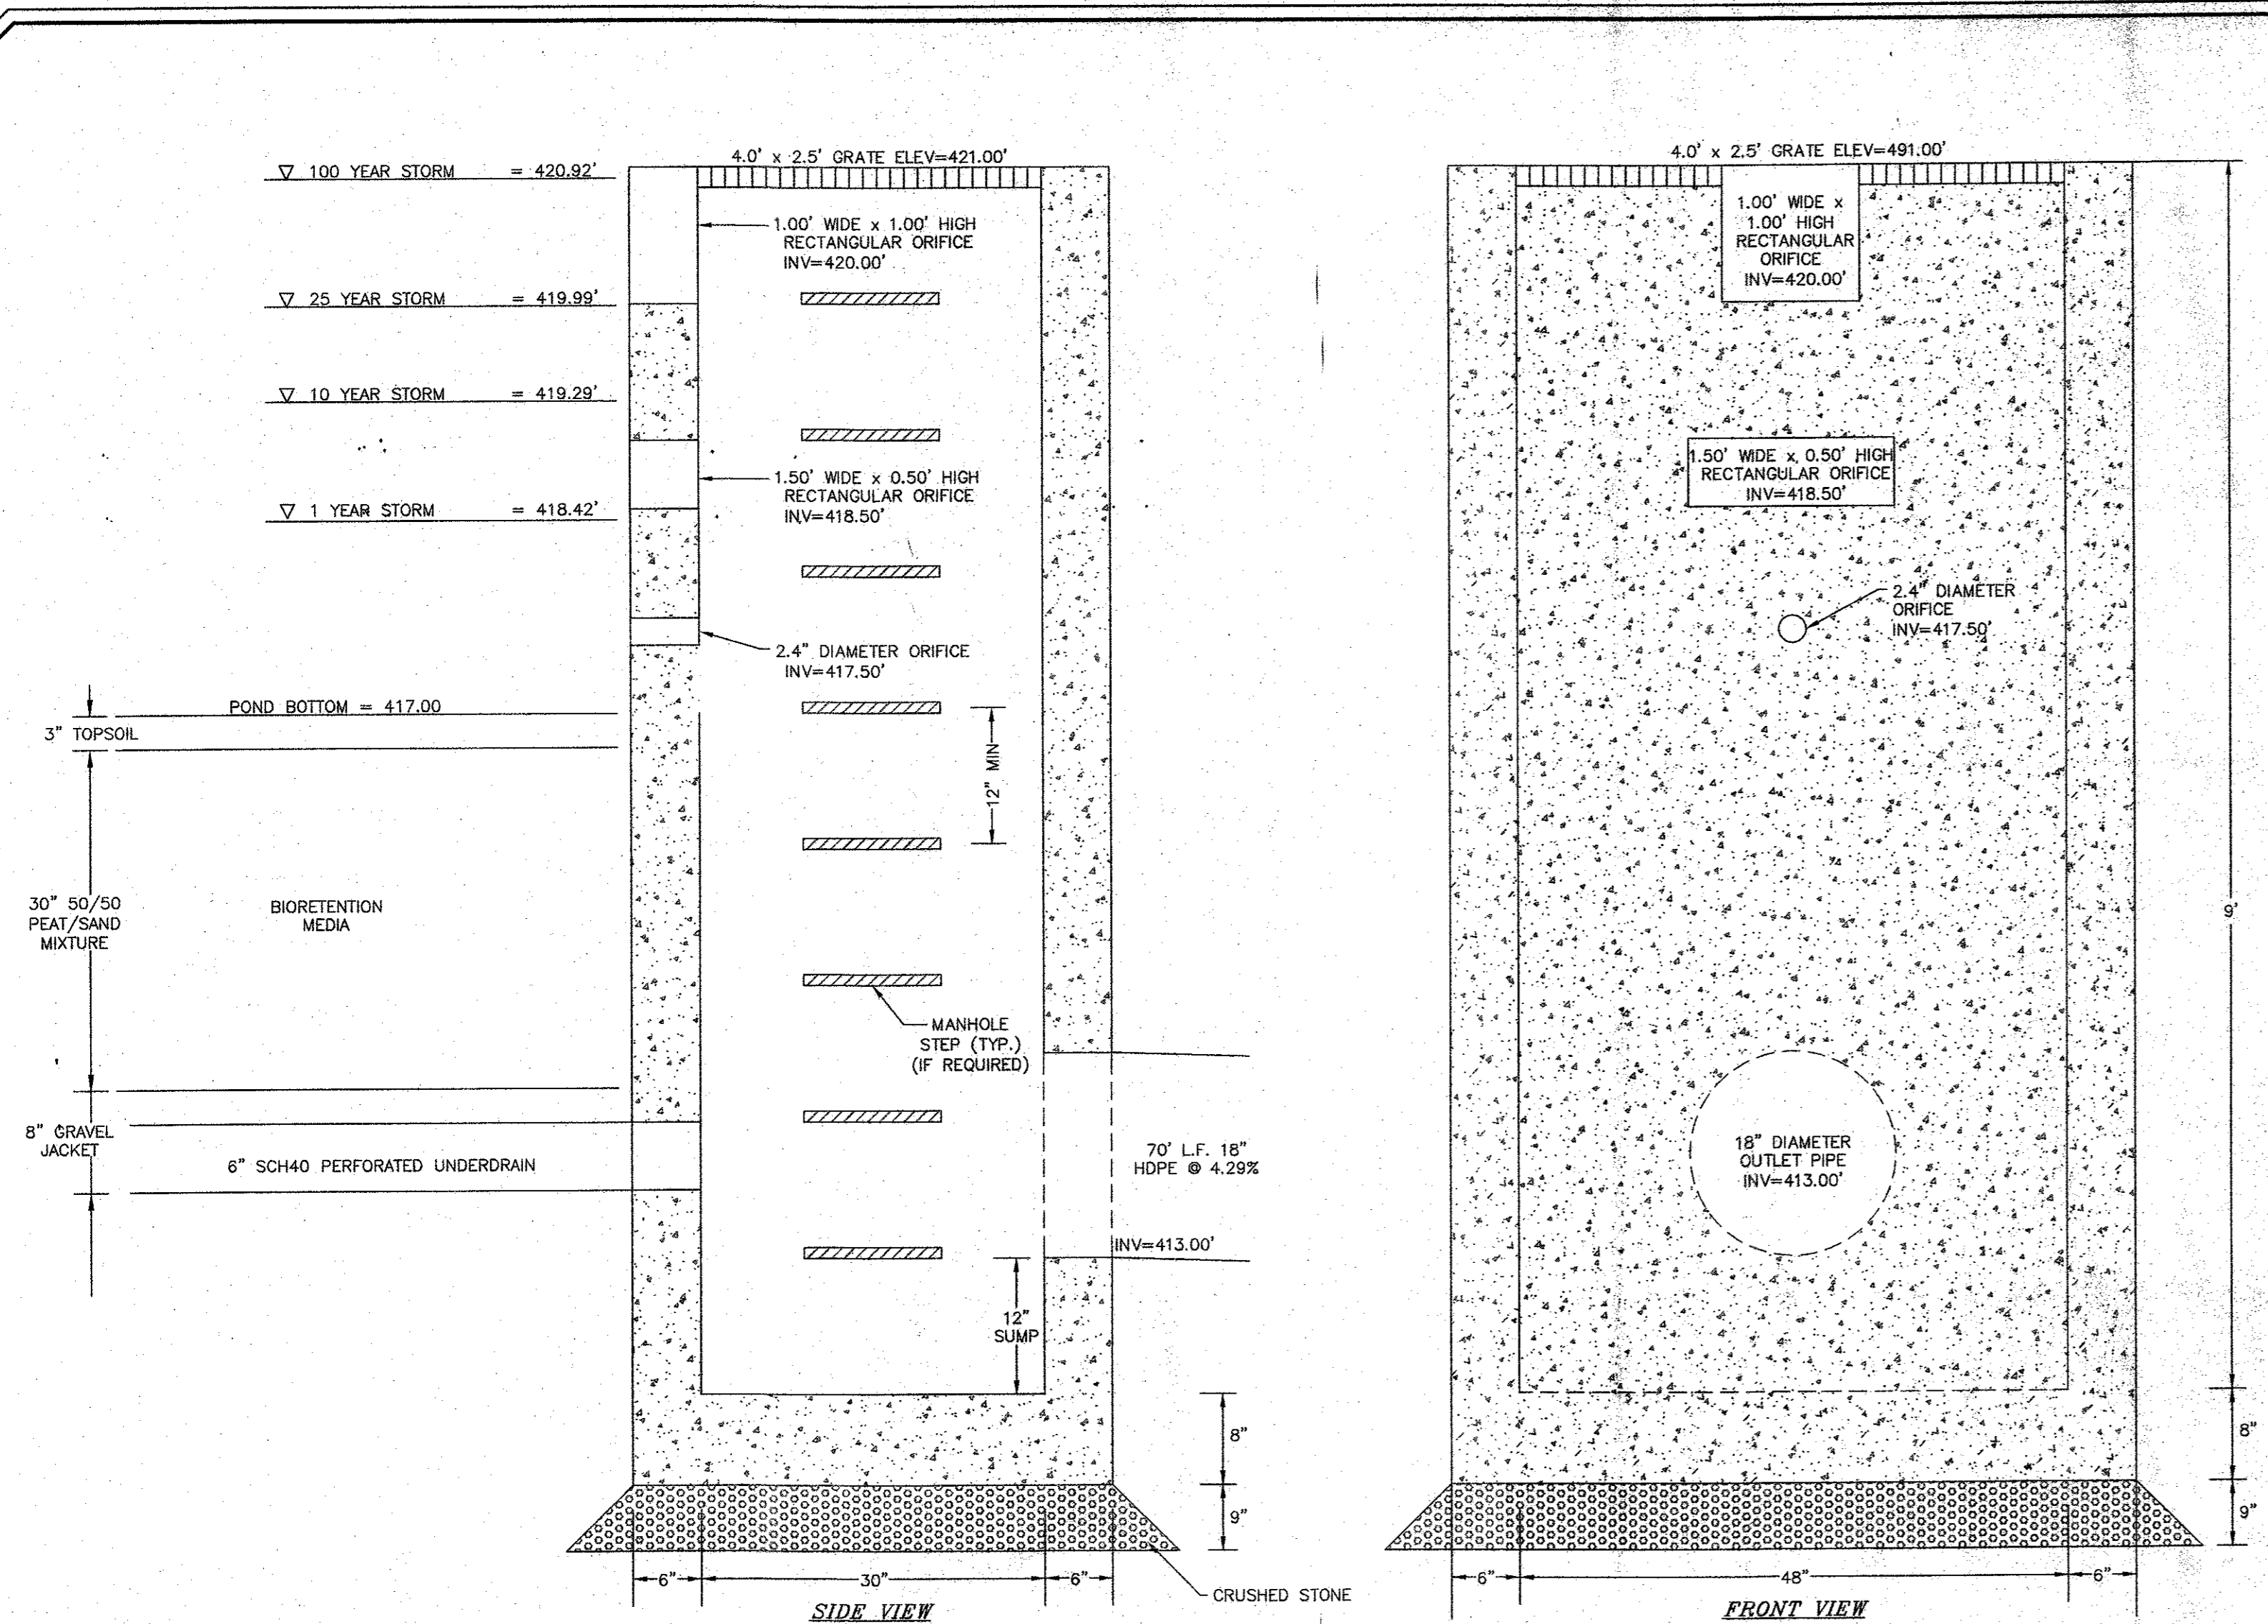 4.0' x 2.5' GRATE ELEV=421.00'
▽ 100 YEAR STORM = 420.92'
1.00' WIDE x 1.00' HIGH
RECTANGULAR ORIFICE
INV=420.00'
▽ 25 YEAR STORM = 419.99'
▽ 10 YEAR STORM = 419.29'
1.50' WIDE x 0.50' HIGH
RECTANGULAR ORIFICE
INV=418.50'
▽ 1 YEAR STORM = 418.42'
2.4" DIAMETER ORIFICE
INV=417.50'
POND BOTTOM = 417.00
3" TOPSOIL
12" MIN
30" 50/50
PEAT/SAND
MIXTURE
BIORETENTION
MEDIA
MANHOLE
STEP (TYP.)
(IF REQUIRED)
8" GRAVEL
JACKET
6" SCH40 PERFORATED UNDERDRAIN
70' L.F. 18"
HDPE @ 4.29%
INV=413.00'
12"
SUMP
8"
9"
6"
30"
6"
CRUSHED STONE
SIDE VIEW
4.0' x 2.5' GRATE ELEV=491.00'
1.00' WIDE x
1.00' HIGH
RECTANGULAR
ORIFICE
INV=420.00'
1.50' WIDE x 0.50' HIGH
RECTANGULAR ORIFICE
INV=418.50'
2.4" DIAMETER
ORIFICE
INV=417.50'
9'
18" DIAMETER
OUTLET PIPE
INV=413.00'
8"
9"
6"
48"
6"
FRONT VIEW